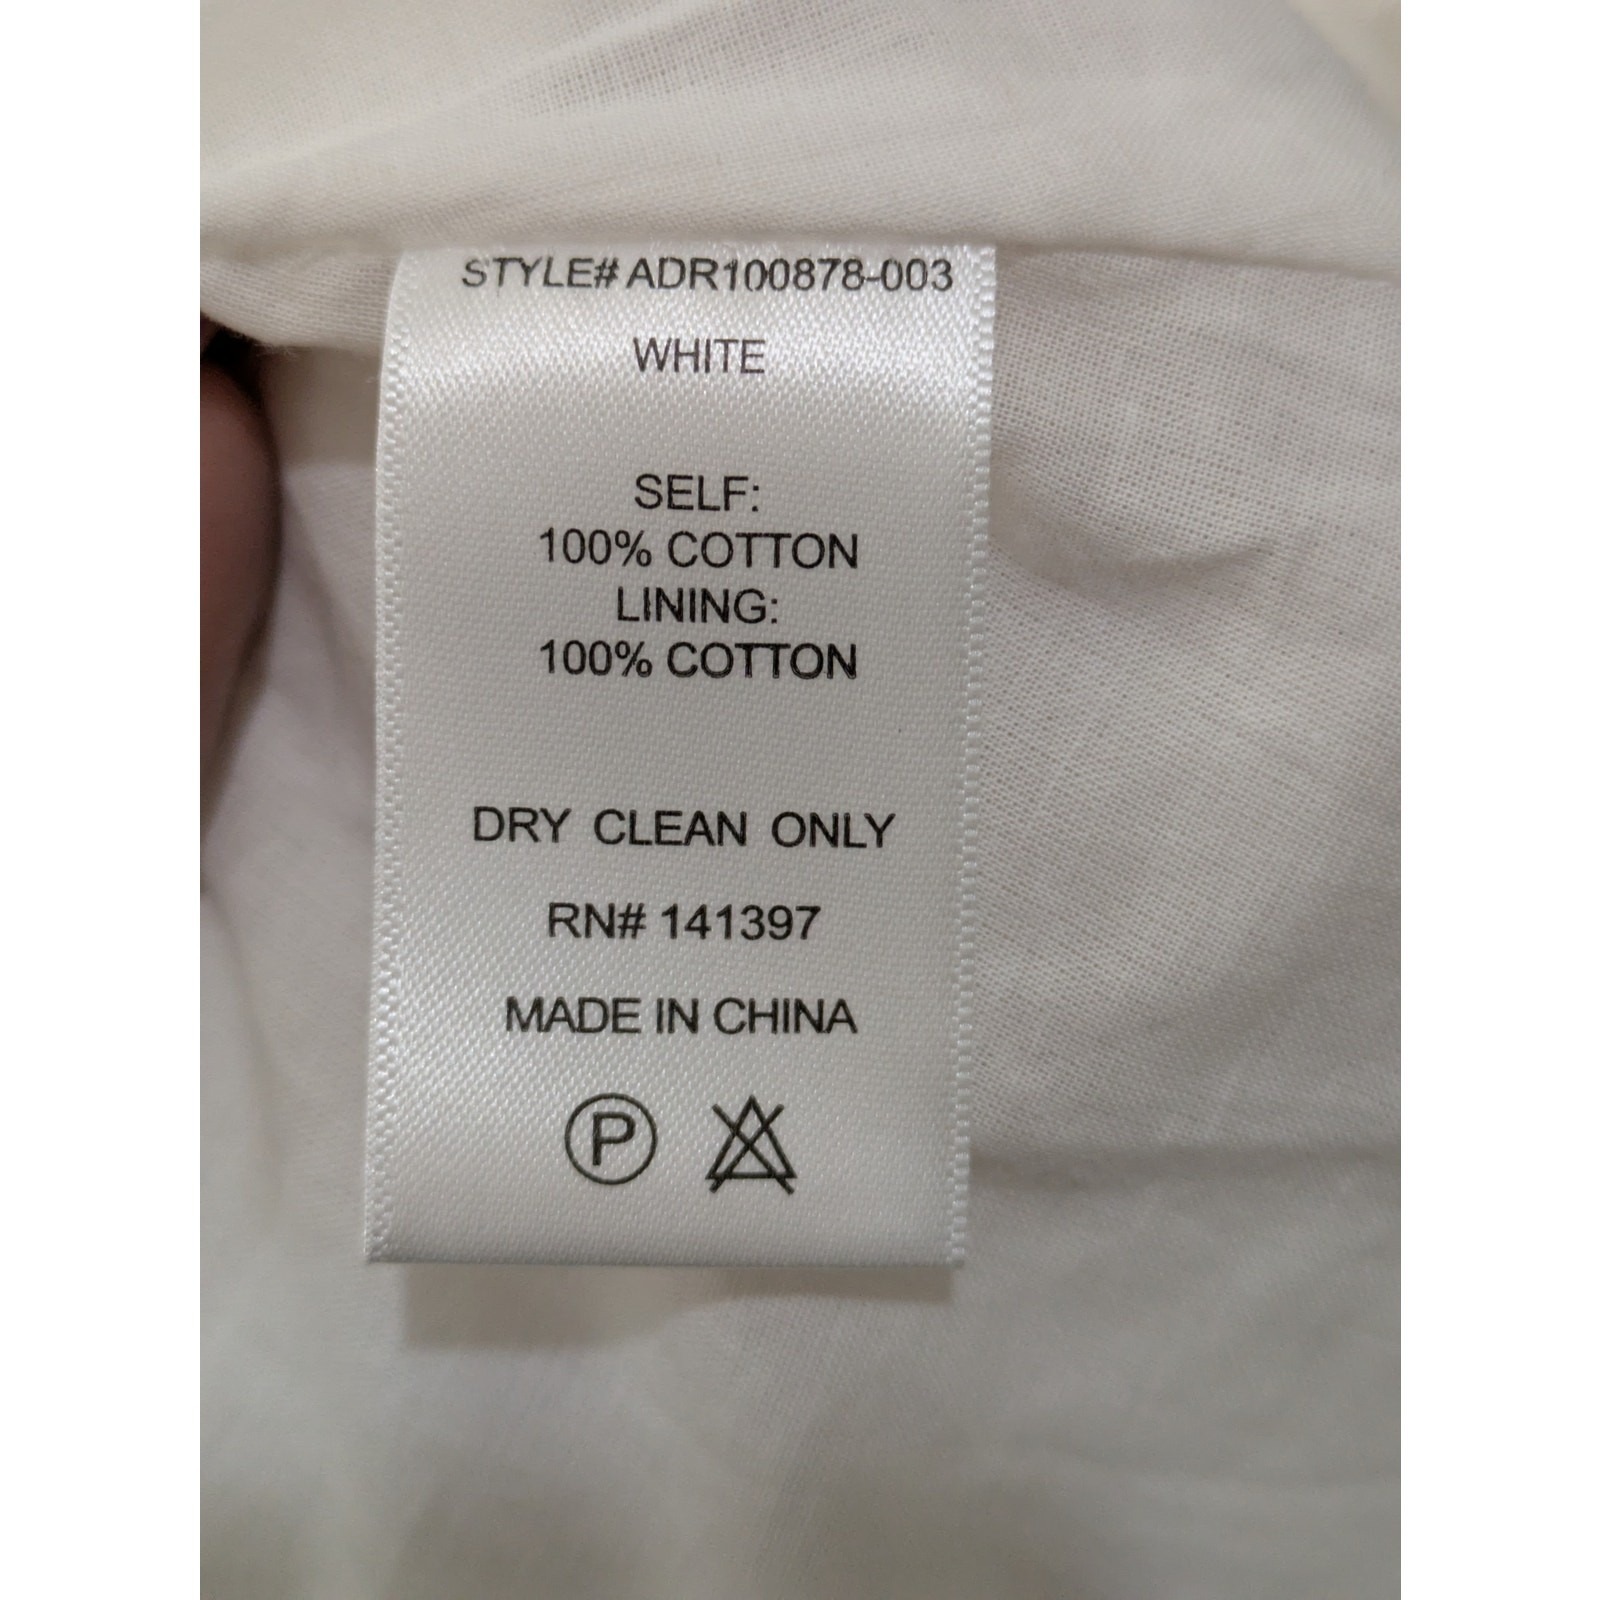 STYLE# ADR100878-003
WHITE
SELF:
100% COTTON
LINING:
100% COTTON
DRY CLEAN ONLY
RN# 141397
MADE IN CHINA
P